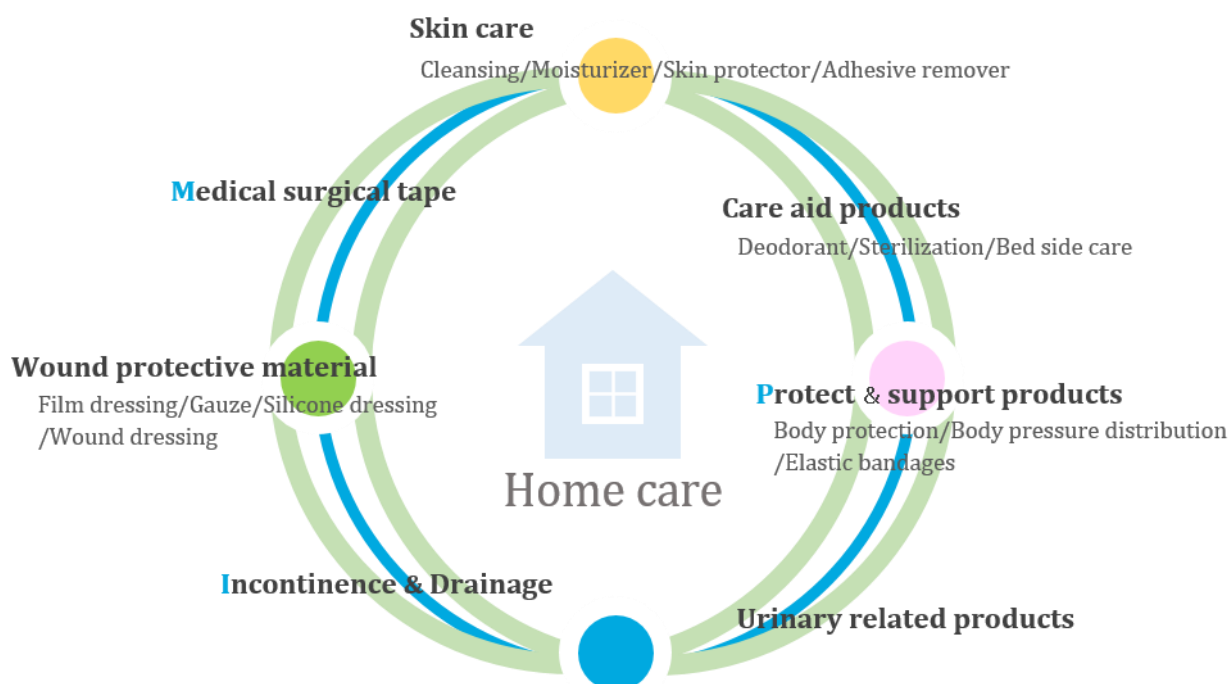 Skin care
Cleansing/Moisturizer/Skin protector/Adhesive remover
Medical surgical tape
Care aid products
Deodorant/Sterilization/Bed side care
Wound protective material
Film dressing/Gauze/Silicone dressing
/Wound dressing
Protect & support products
Body protection/Body pressure distribution
/Elastic bandages
Home care
Incontinence & Drainage
Urinary related products